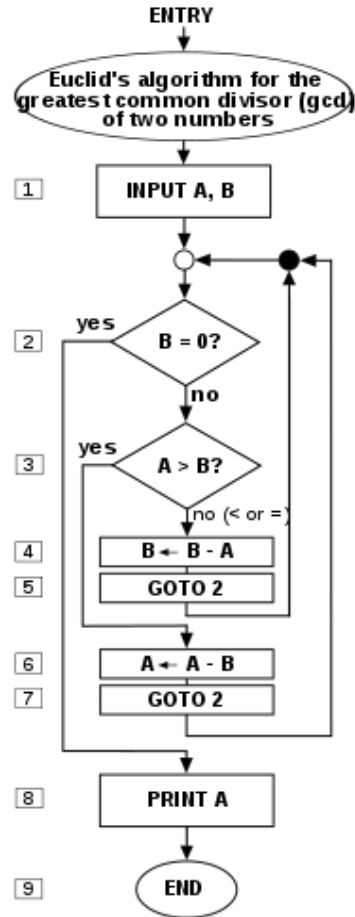 ENTRY
Euclid's algorithm for the
greatest common divisor (gcd)
of two numbers
1
INPUT A, B
yes
2
B = 0?
no
yes
3
A > B?
no (< or =)
4
B ← B - A
5
GOTO 2
6
A ← A - B
7
GOTO 2
8
PRINT A
9
END